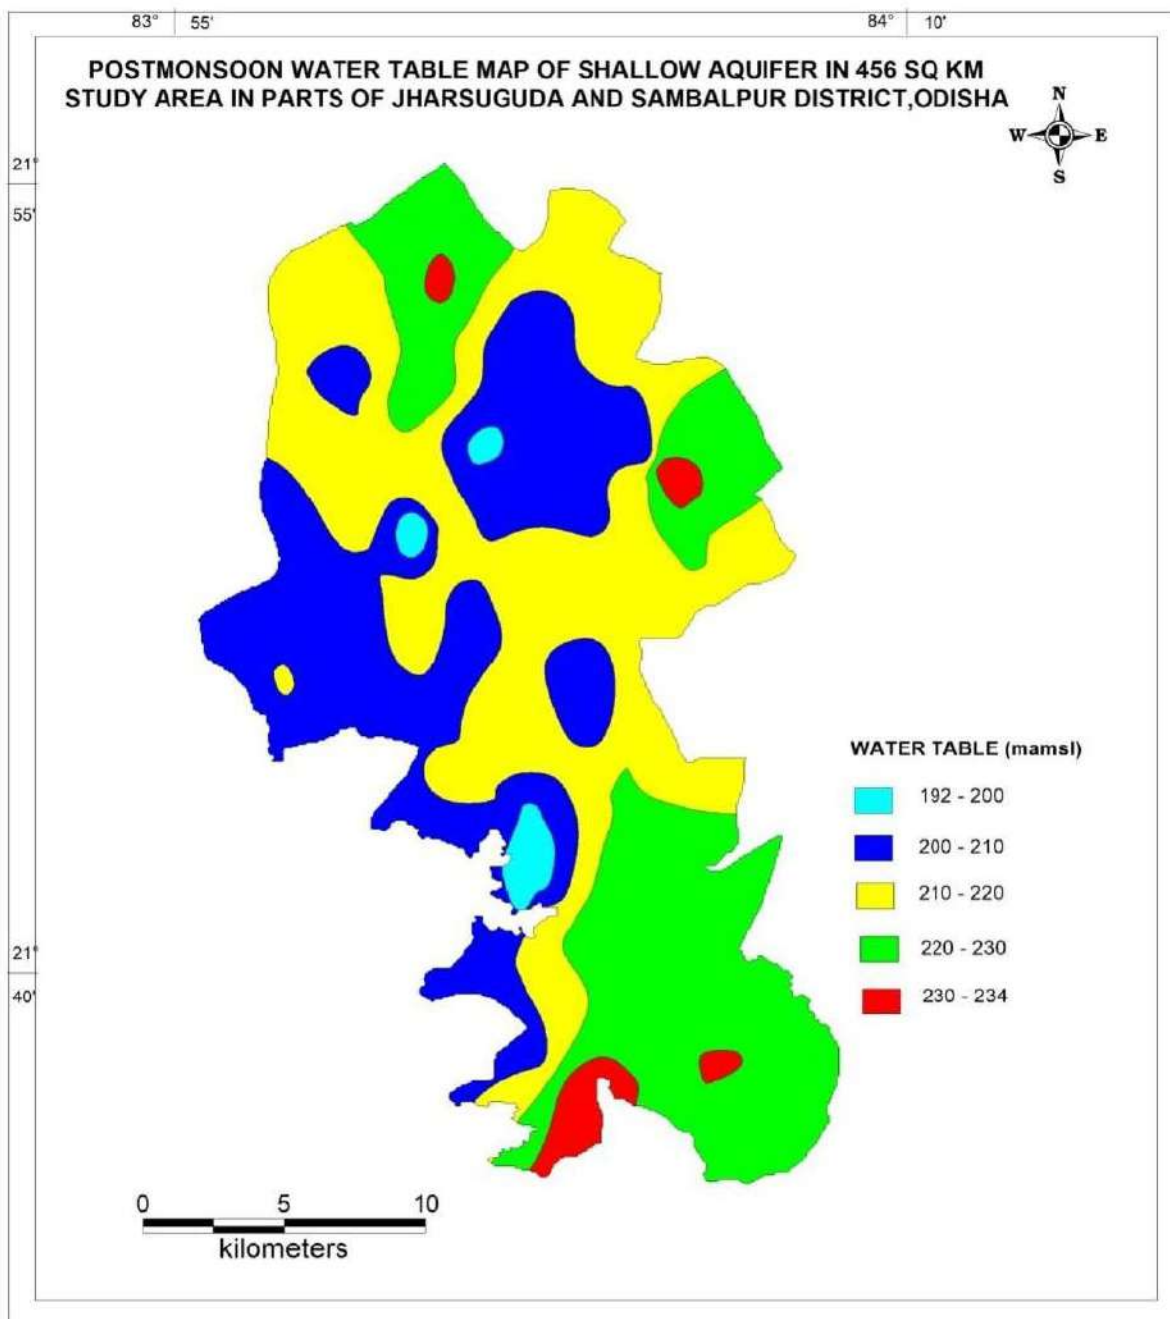 83° 55'
84° 10'
POSTMONSOON WATER TABLE MAP OF SHALLOW AQUIFER IN 456 SQ KM
STUDY AREA IN PARTS OF JHARSUGUDA AND SAMBALPUR DISTRICT,ODISHA
N
W E
S
21°
55'
WATER TABLE (mamsl)
192 - 200
200 - 210
210 - 220
220 - 230
230 - 234
21°
40'
0 5 10
kilometers